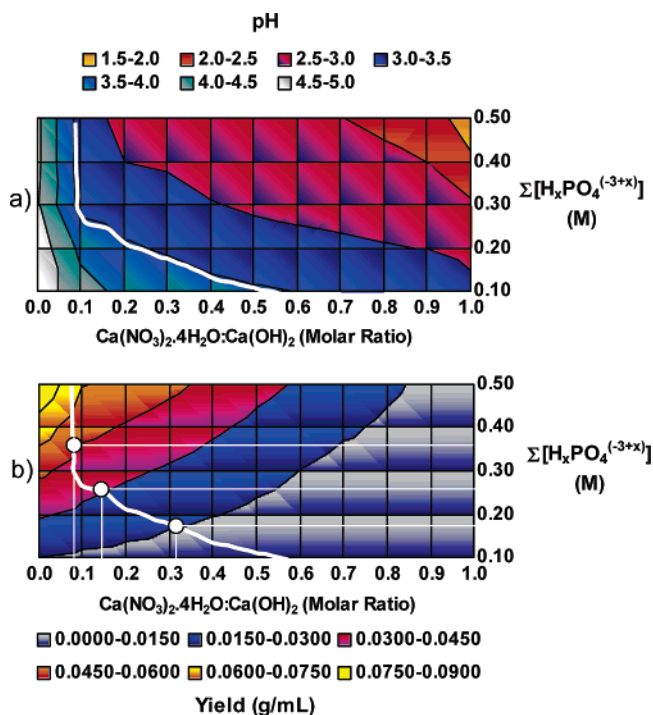 pH
1.5-2.0 2.0-2.5 2.5-3.0 3.0-3.5
3.5-4.0 4.0-4.5 4.5-5.0
a)
0.50
0.40
0.30
0.20
0.10
Σ[HₓPO₄⁽⁻³⁺ˣ⁾]
(M)
0.0 0.1 0.2 0.3 0.4 0.5 0.6 0.7 0.8 0.9 1.0
Ca(NO₃)₂.4H₂O:Ca(OH)₂ (Molar Ratio)
b)
0.50
0.40
0.30
0.20
0.10
Σ[HₓPO₄⁽⁻³⁺ˣ⁾]
(M)
0.0 0.1 0.2 0.3 0.4 0.5 0.6 0.7 0.8 0.9 1.0
Ca(NO₃)₂.4H₂O:Ca(OH)₂ (Molar Ratio)
0.0000-0.0150 0.0150-0.0300 0.0300-0.0450
0.0450-0.0600 0.0600-0.0750 0.0750-0.0900
Yield (g/mL)